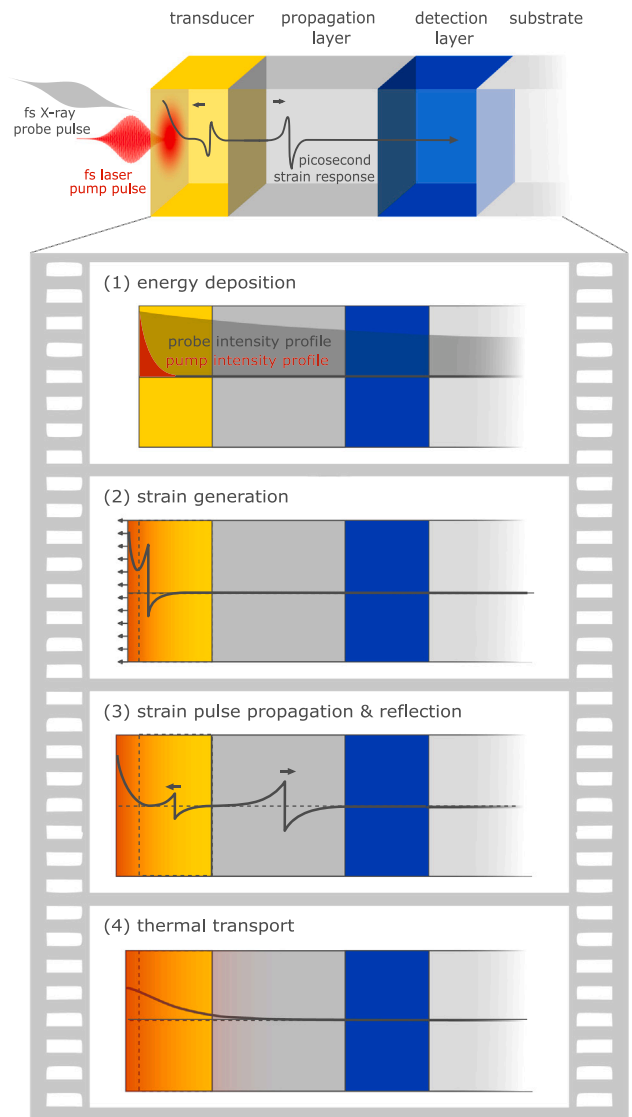 transducer
propagation
layer
detection
layer
substrate
fs X-ray
probe pulse
fs laser
pump pulse
picosecond
strain response
(1) energy deposition
probe intensity profile
pump intensity profile
(2) strain generation
(3) strain pulse propagation & reflection
(4) thermal transport